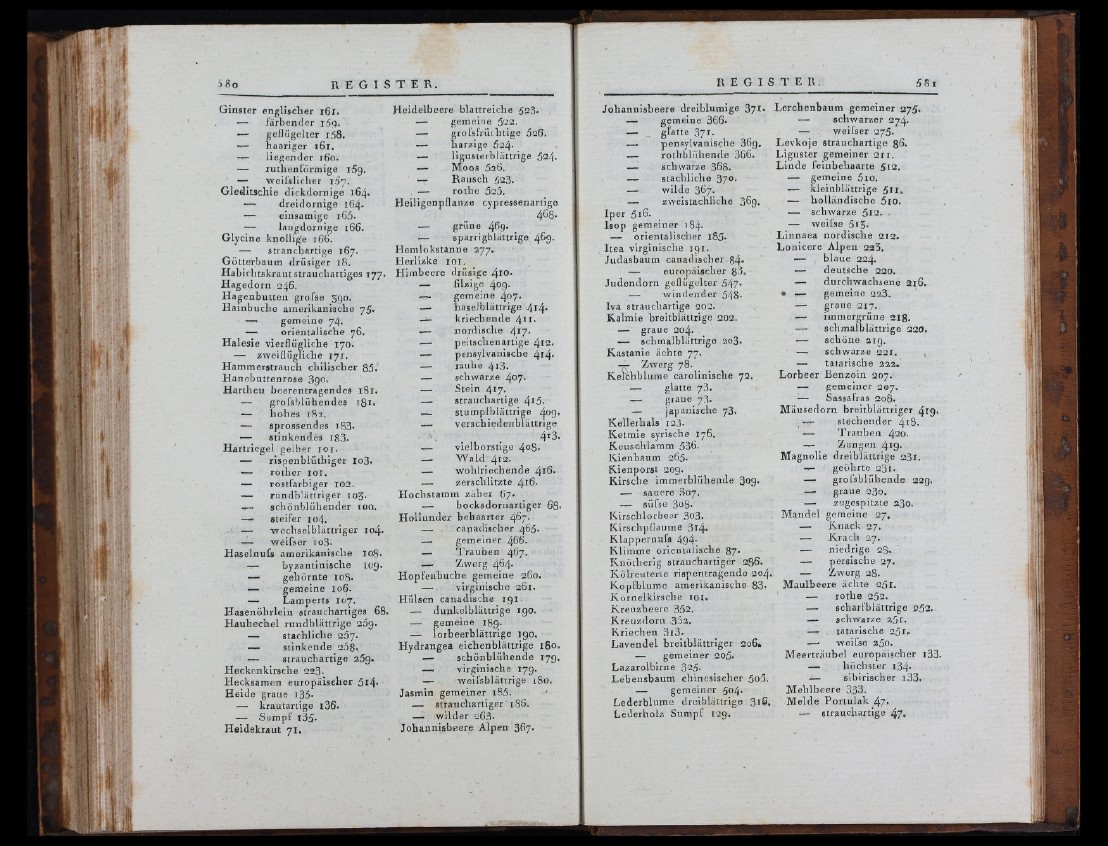 580 REGISTER.
Ginster englischer 161.
— färbender 159.
— geflügelter 158.
— haariger 161.
— liegender 160.
— ruthenförmige 159.
— weifslicher 157.
Gleditschie dickdornige 164.
— dreidornige 164.
— einsamige 165.
— langdornige 166.
Glycine knollige 166.
— strauchartige 167.
Götterbaum drüsiger 18.
Habichtskraut strauchartiges 177.
Hagedorn 246.
Hagenbutten grofse 390.
Hainbuche amerikanische 75.
— gemeine 74.
— orientalische 76.
Halesie vierflügliche 170.
— zweiflügliche 171.
Hammerstrauch chilischer 85.
Hanebuttenrose 390.
Hartheu beerentragendes 181.
— grofsblühendes 181.
— hohes 182.
— sprossendes 183.
— stinkendes 183.
Hartriegel gelber 101.
— rispenblüthiger 103.
— rother 101.
— rostfarbiger 102.
— rundblättriger 103.
— schönblühender 100.
— steifer 104.
— wechselblättriger 104.
— weifser 103.
Haselnufs amerikanische 108.
— byzantinische 109.
— gehörnte 108.
— gemeine 106.
— Lamperts 107.
Hasenöhrlein strauchartiges 68.
Hauhechel rundblättrige 259.
— stachliche 257.
— stinkende 258.
— strauchartige 259.
Heckenkirsche 223.
Hecksamen europäischer 514.
Heide graue 135.
— krautartige 136.
— Sumpf 135.
Heidekraut 71.
Heidelbeere blattreiche 523.
— gemeine 522.
— grofsfrüchtige 526.
— harzige 524.
— ligusterblättrige 524.
— Moos 526.
— Rausch 523.
— rothe 525.
Heiligenpflanze cypressenartige
468.
— grüne 469.
— sparrigblättrige 469.
Hemlokstanne 277.
Herlizke 101.
Himbeere drüsige 410.
— filzige 409.
— gemeine 407.
— haselblättrige 414.
— kriechende 411.
— nordische 417.
— peitschenartige 412.
— pensylvanische 414.
— rauhe 413.
— schwarze 407.
— Stein 417.
— strauchartige 415.
— stumpfblättrige 409.
— verschiedenblättrige
413.
— vielborstige 408.
— Wald 412.
— wohlriechende 416.
— zerschlitzte 416.
Hochstamm zäher 67.
— bocksdornartiger 68.
Hollunder behaarter 467.
— canadischer 465.
— gemeiner 466.
— Trauben 467.
— Zwerg 464.
Hopfenbuche gemeine 260.
— virginische 261.
Hülsen canadische 191.
— dunkelblättrige 190.
— gemeine 189.
— lorbeerblättrige 190.
Hydrangea eichenblättrige 180.
— schönblühende 179.
— virginische 179.
— weifsblättrige 180.
Jasmin gemeiner 185.
— strauchartiger 186.
— wilder 263.
Johannisbeere Alpen 367.
REGISTER. 581
Johannisbeere dreiblumige 371.
— gemeine 366.
— glatte 371.
— pensylvanische 369.
— rothblühende 366.
— schwarze 368.
— stachliche 370.
— wilde 367.
— zweistachliche 369.
Iper 516.
Isop gemeiner 184.
— orientalischer 185.
Itea virginische 191.
Judasbaum canadischer 84.
— europäischer 83.
Judendorn geflügelter 547.
— windender 548.
Iva strauchartige 202.
Kalmie breitblättrige 202.
— graue 204.
— schmalblättrige 203.
Kastanie ächte 77.
— Zwerg 78.
Kelchblume carolinische 72.
— glatte 73.
— graue 73.
— japanische 73.
Kellerhals 123.
Ketmie syrische 176.
Keuschlamm 536.
Kienbaum 265.
Kienporst 209.
Kirsche immerblühende 309.
— sauere 307.
— süfse 308.
Kirschlorbeer 303.
Kirschpflaume 314.
Klappernufs 494.
Klimme orientalische 87.
Knötherig strauchartiger 286.
Kölreuterie rispentragende 204.
Kopfblume amerikanische 83.
Kornelkirsche 101.
Kreuzbeere 352.
Kreuzdorn 352.
Kriechen 313.
Lavendel breitblättriger 206.
— gemeiner 205.
Lazarolbirne 325.
Lebensbaum chinesischer 505.
— gemeiner 504.
Lederblume dreiblättrige 316.
Lederholz Sumpf 129.
Lerchenbaum gemeiner 275.
— schwarzer 274.
— weifser 275.
Levkoje strauchartige 86.
Liguster gemeiner 211.
Linde feinbehaarte 512.
— gemeine 510.
— kleinblättrige 511.
— holländische 510.
— schwarze 512.
— weifse 513.
Linnaea nordische 212.
Lonicere Alpen 223.
— blaue 224.
— deutsche 220.
— durchwachsene 216.
— gemeine 223.
— graue 217.
— immergrüne 218.
— schmalblättrige 220.
— schöne 219.
— schwarze 221.
— tatarische 222.
Lorbeer Benzoin 207.
— gemeiner 207.
— Sassafras 208.
Mäusedorn breitblättriger 419.
— stechender 418.
— Trauben 420.
— Zungen 419.
Magnolie dreiblättrige 231.
— geöhrte 231.
— grofsblühende 229.
— graue 230.
— zugespitzte 230.
Mandel gemeine 27.
— Knack 27.
— Krach 27.
— niedrige 28.
— persische 27.
— Zwerg 28.
Maulbeere ächte 251.
— rothe 252.
— scharfblättrige 252.
— schwarze 251.
— tatarische 251.
— weifse 250.
Meerträubel europäischer 133.
— höchster 134.
— sibirischer 133.
Mehlbeere 333.
Melde Portulak 47.
— strauchartige 47.